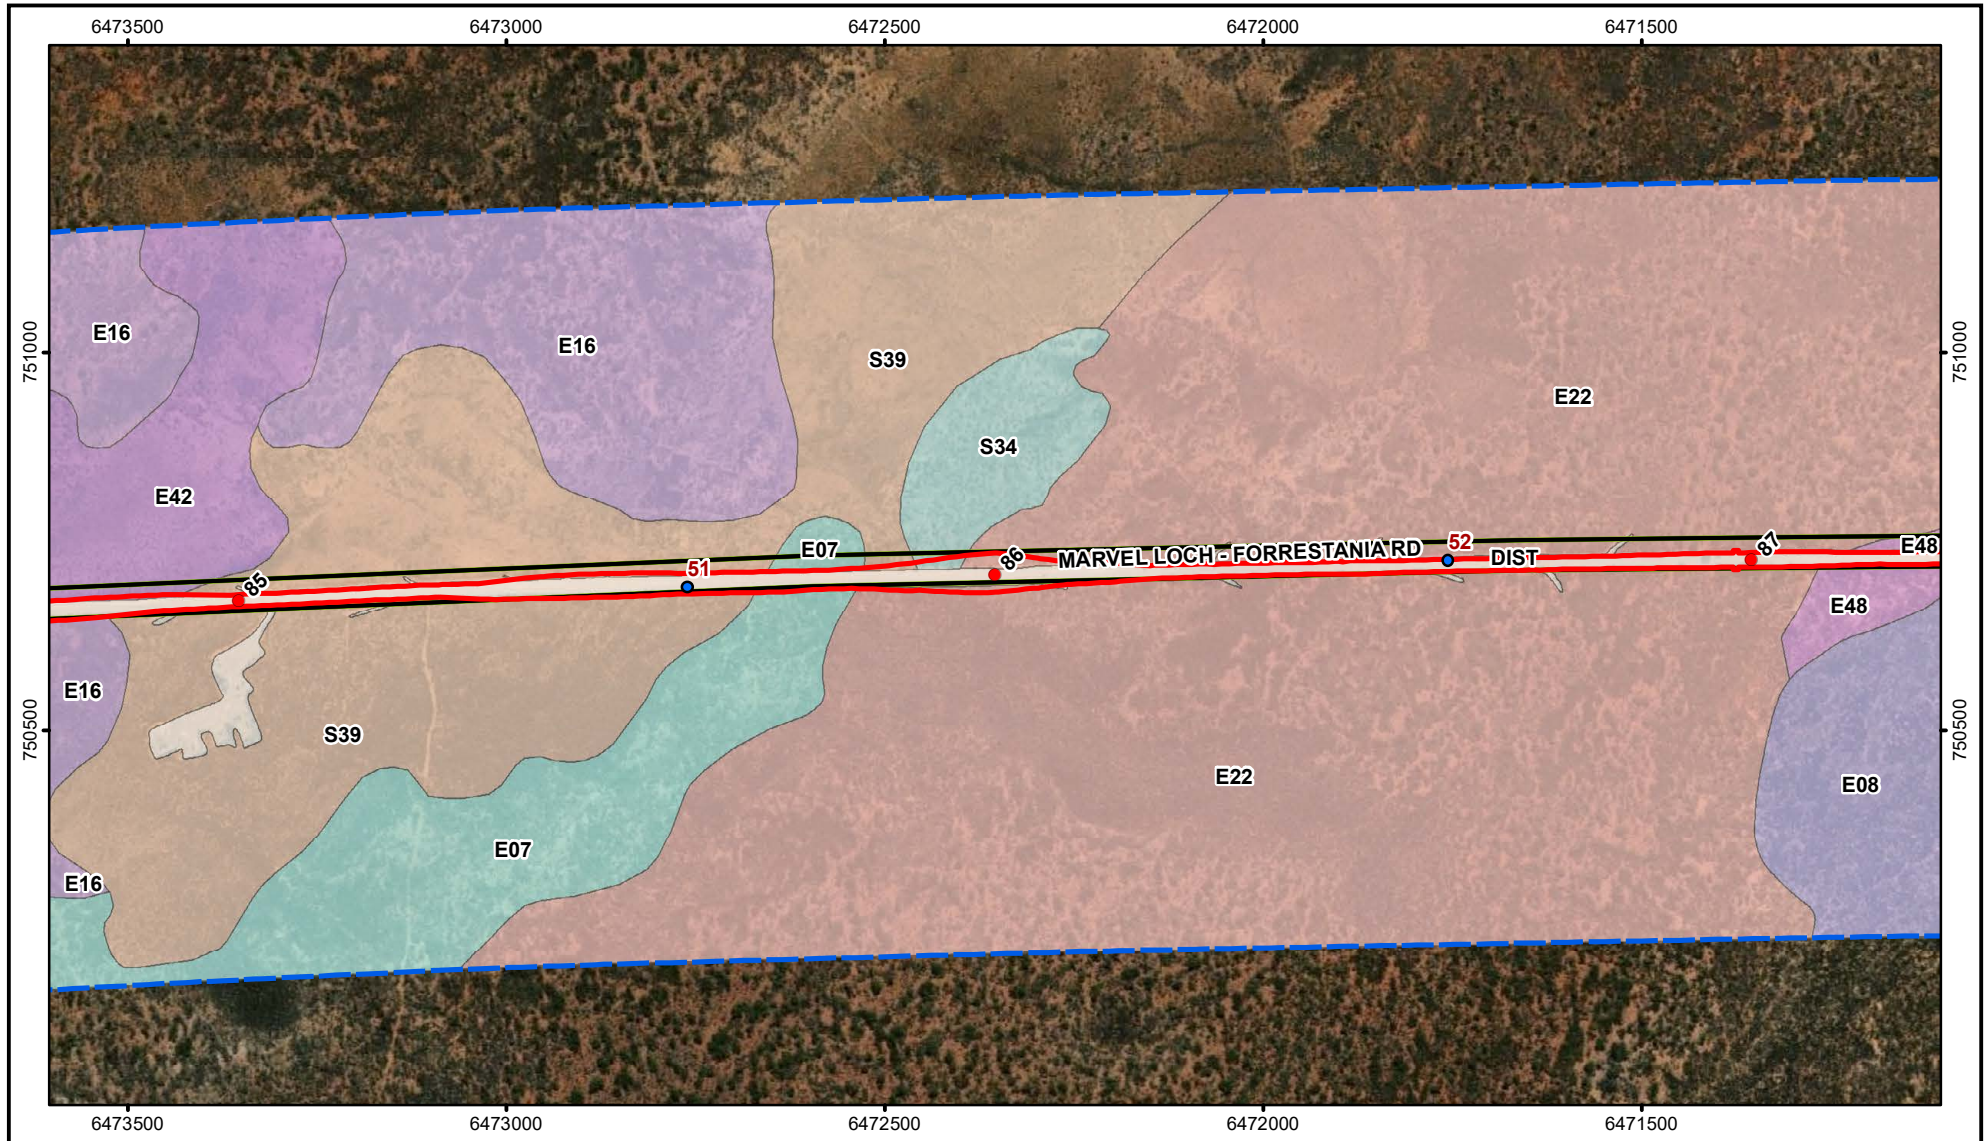 6473500 6473000 6472500 6472000 6471500
751000 751000
E16 E16 S39 E22
S34
E42
E07 MARVEL LOCH - FORRESTANIA RD 52 DIST 87 E48
85 51 86
E48
E16
S39 750500 750500
E22 E08
E07
E16
6473500 6473000 6472500 6472000 6471500